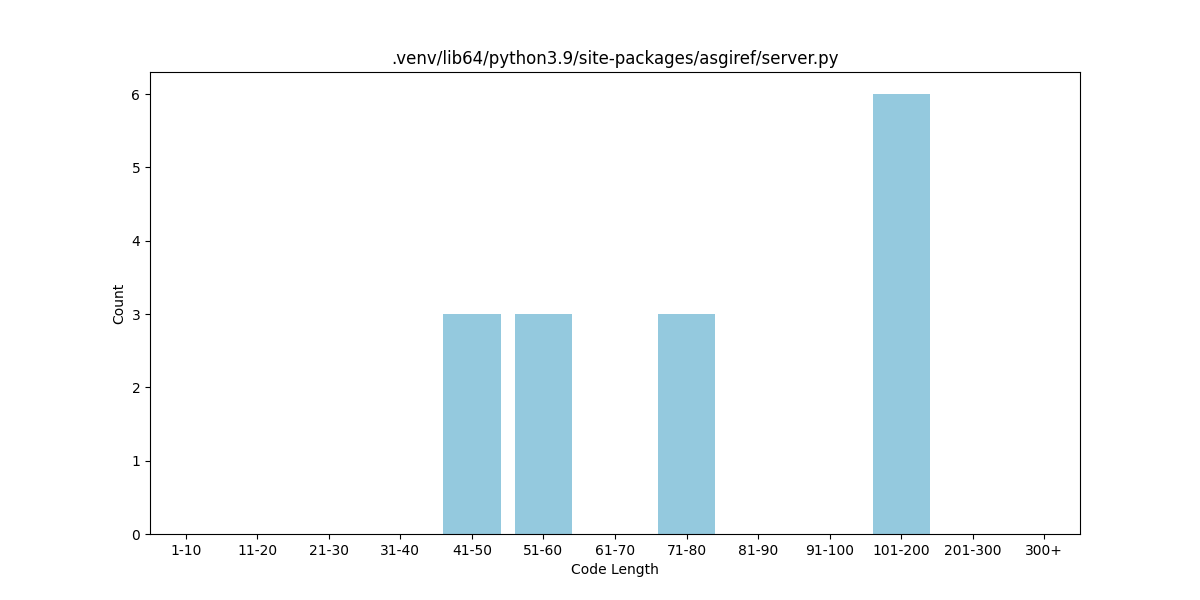 .venv/lib64/python3.9/site-packages/asgiref/server.py
6
5
4
3
2
1
0
Count
1-10 11-20 21-30 31-40 41-50 51-60 61-70 71-80 81-90 91-100 101-200 201-300 300+
Code Length